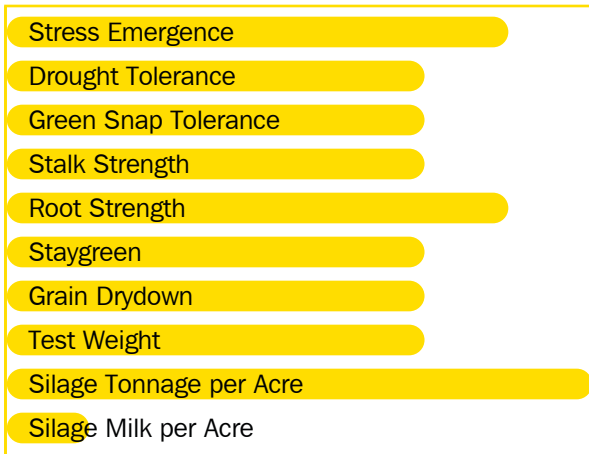 Stress Emergence
Drought Tolerance
Green Snap Tolerance
Stalk Strength
Root Strength
Staygreen
Grain Drydown
Test Weight
Silage Tonnage per Acre
Silage Milk per Acre